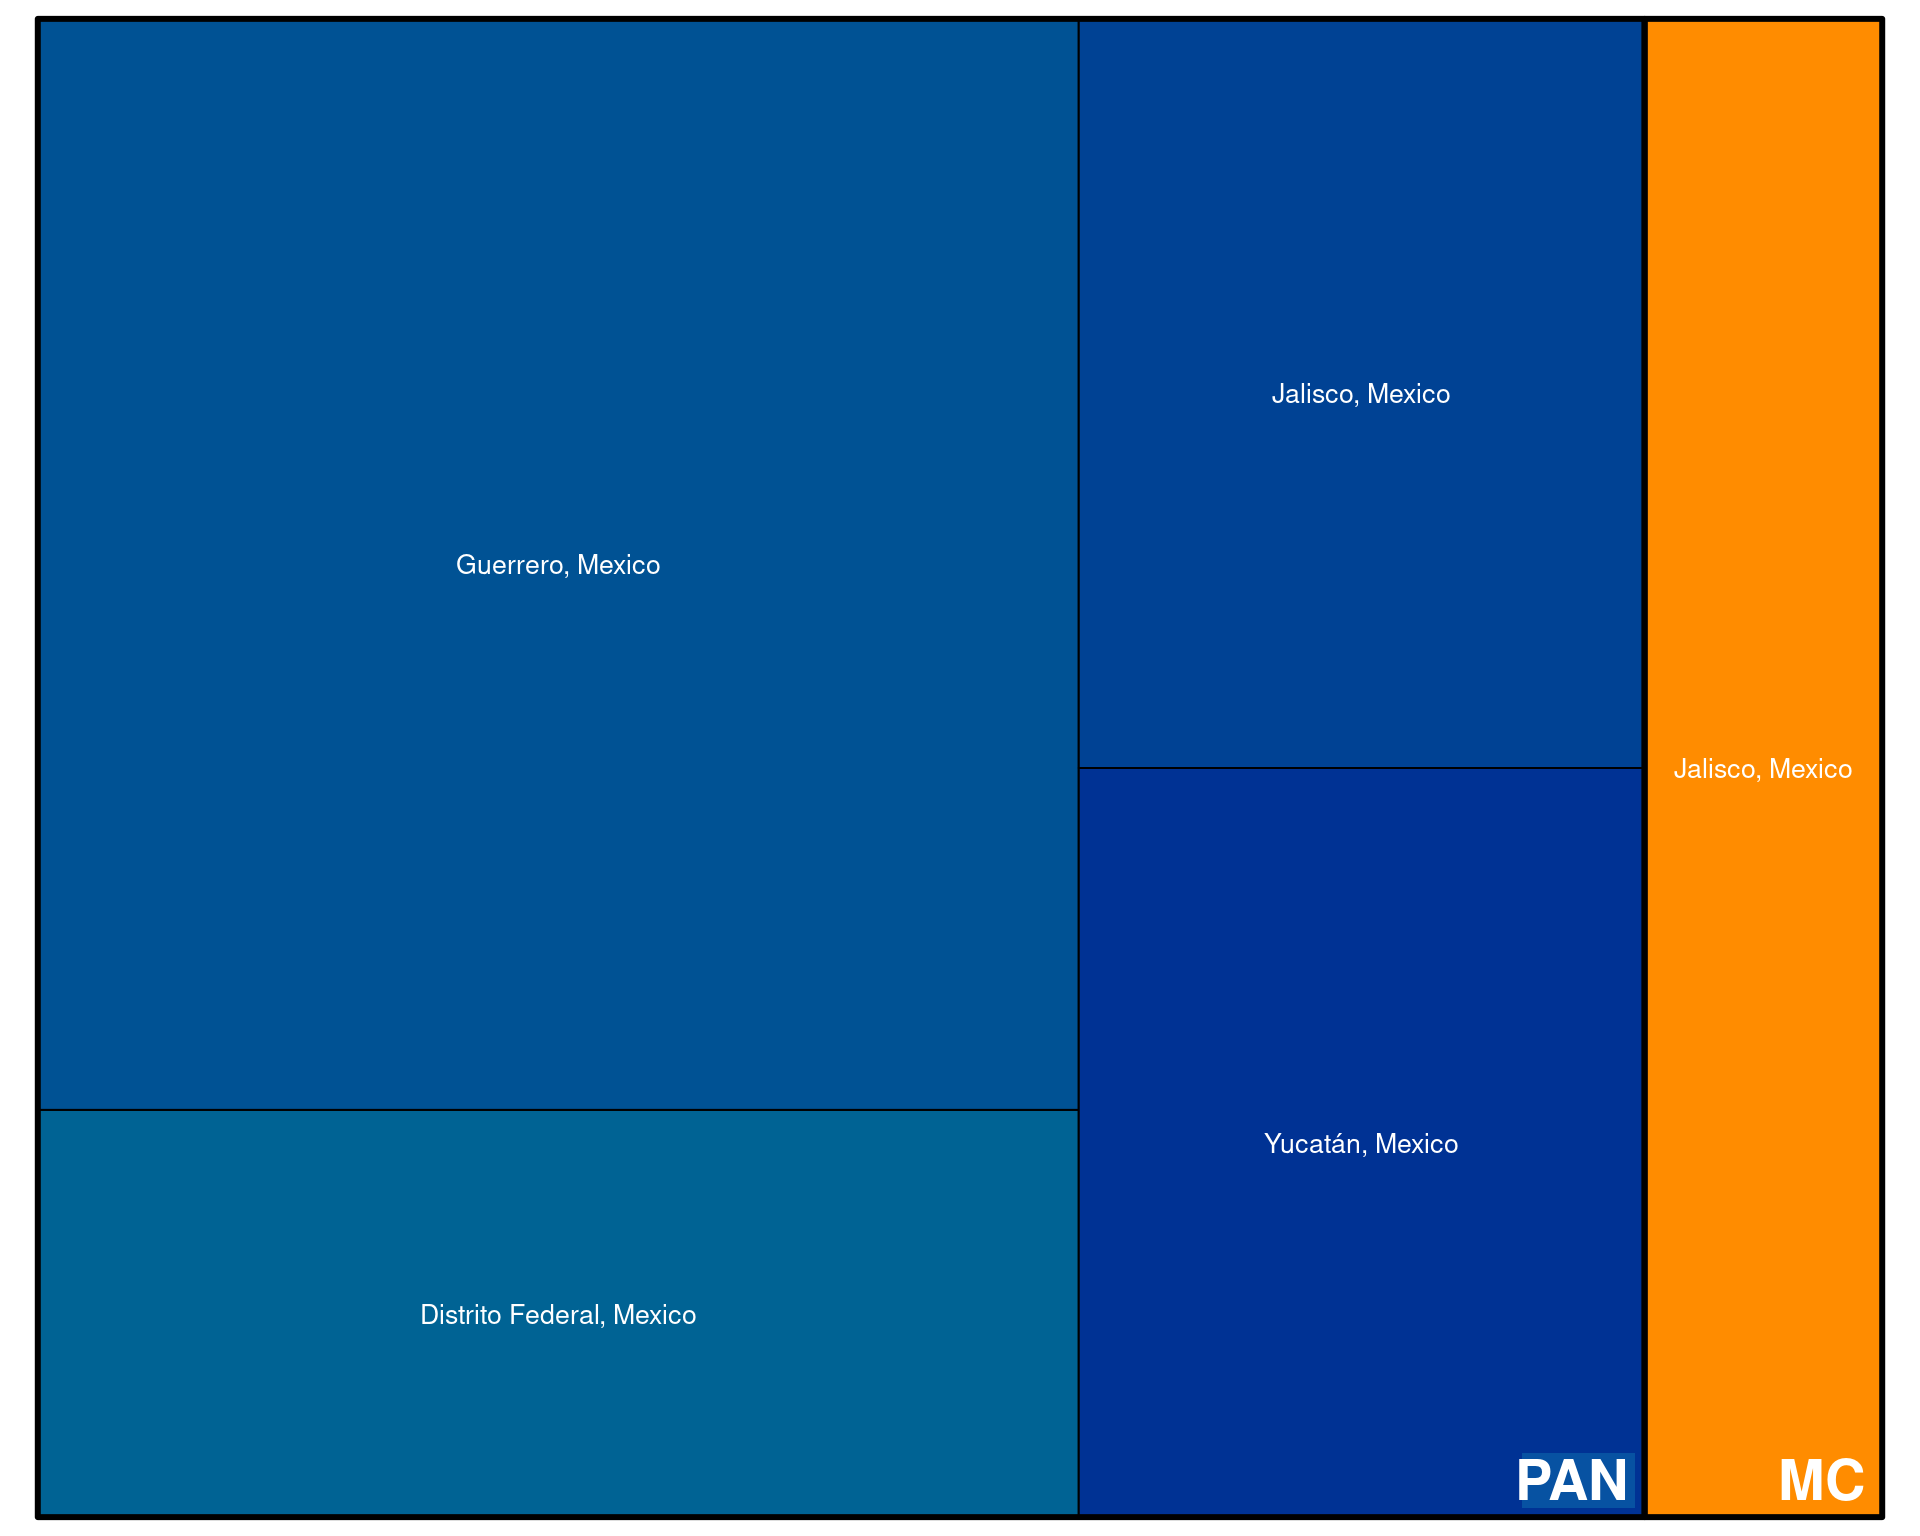 Guerrero, Mexico
Distrito Federal, Mexico
Jalisco, Mexico
Yucatán, Mexico
PAN
Jalisco, Mexico
MC